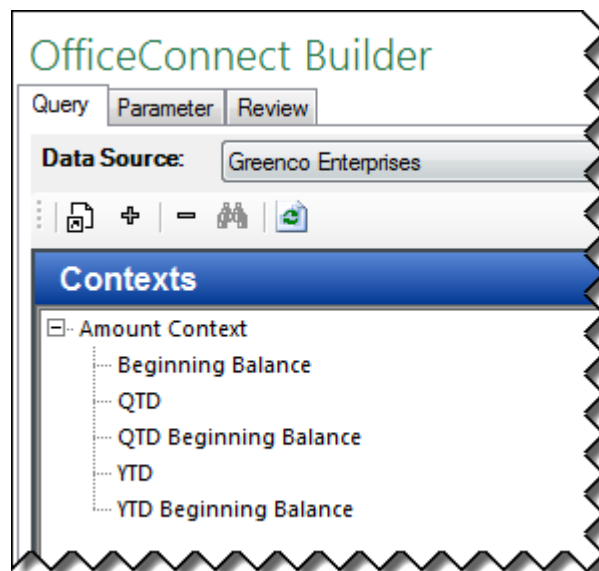 OfficeConnect Builder
Query Parameter Review
Data Source: Greenco Enterprises
Contexts
Amount Context
Beginning Balance
QTD
QTD Beginning Balance
YTD
YTD Beginning Balance